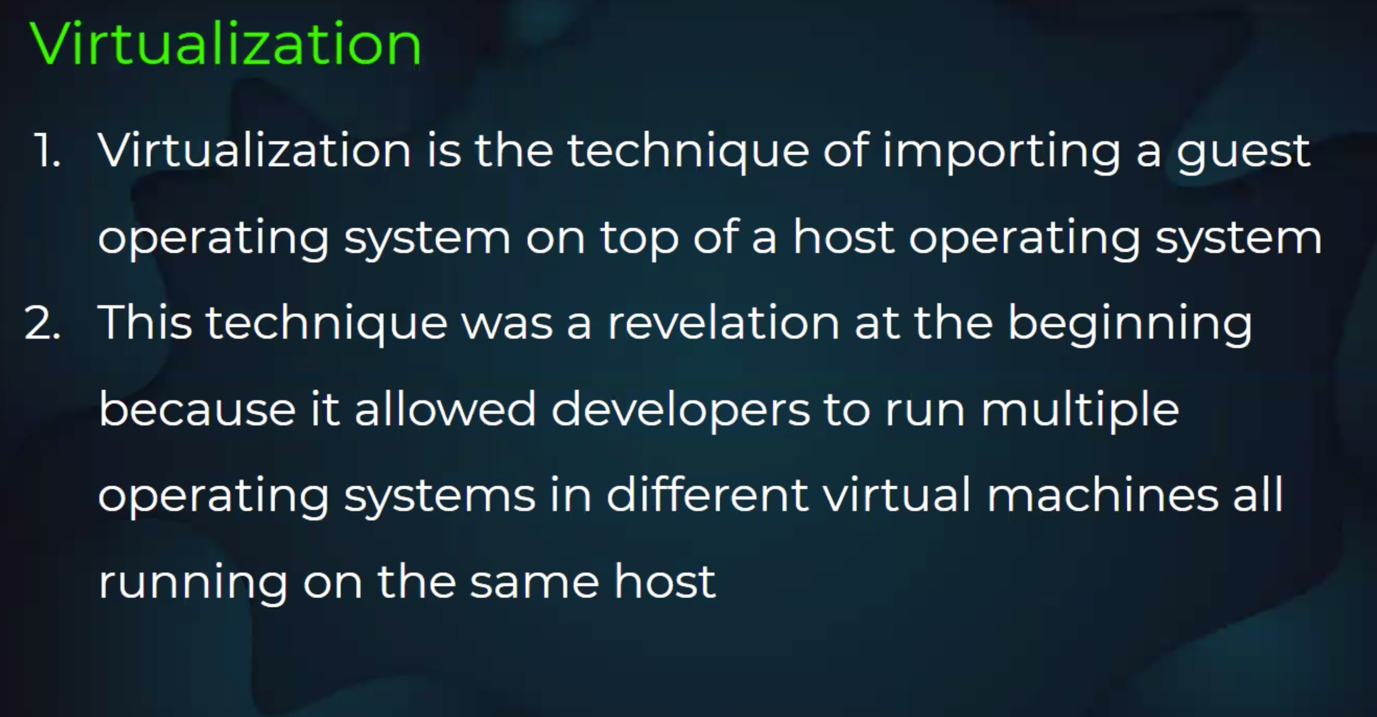 Virtualization
1. Virtualization is the technique of importing a guest
operating system on top of a host operating system
2. This technique was a revelation at the beginning
because it allowed developers to run multiple
operating systems in different virtual machines all
running on the same host